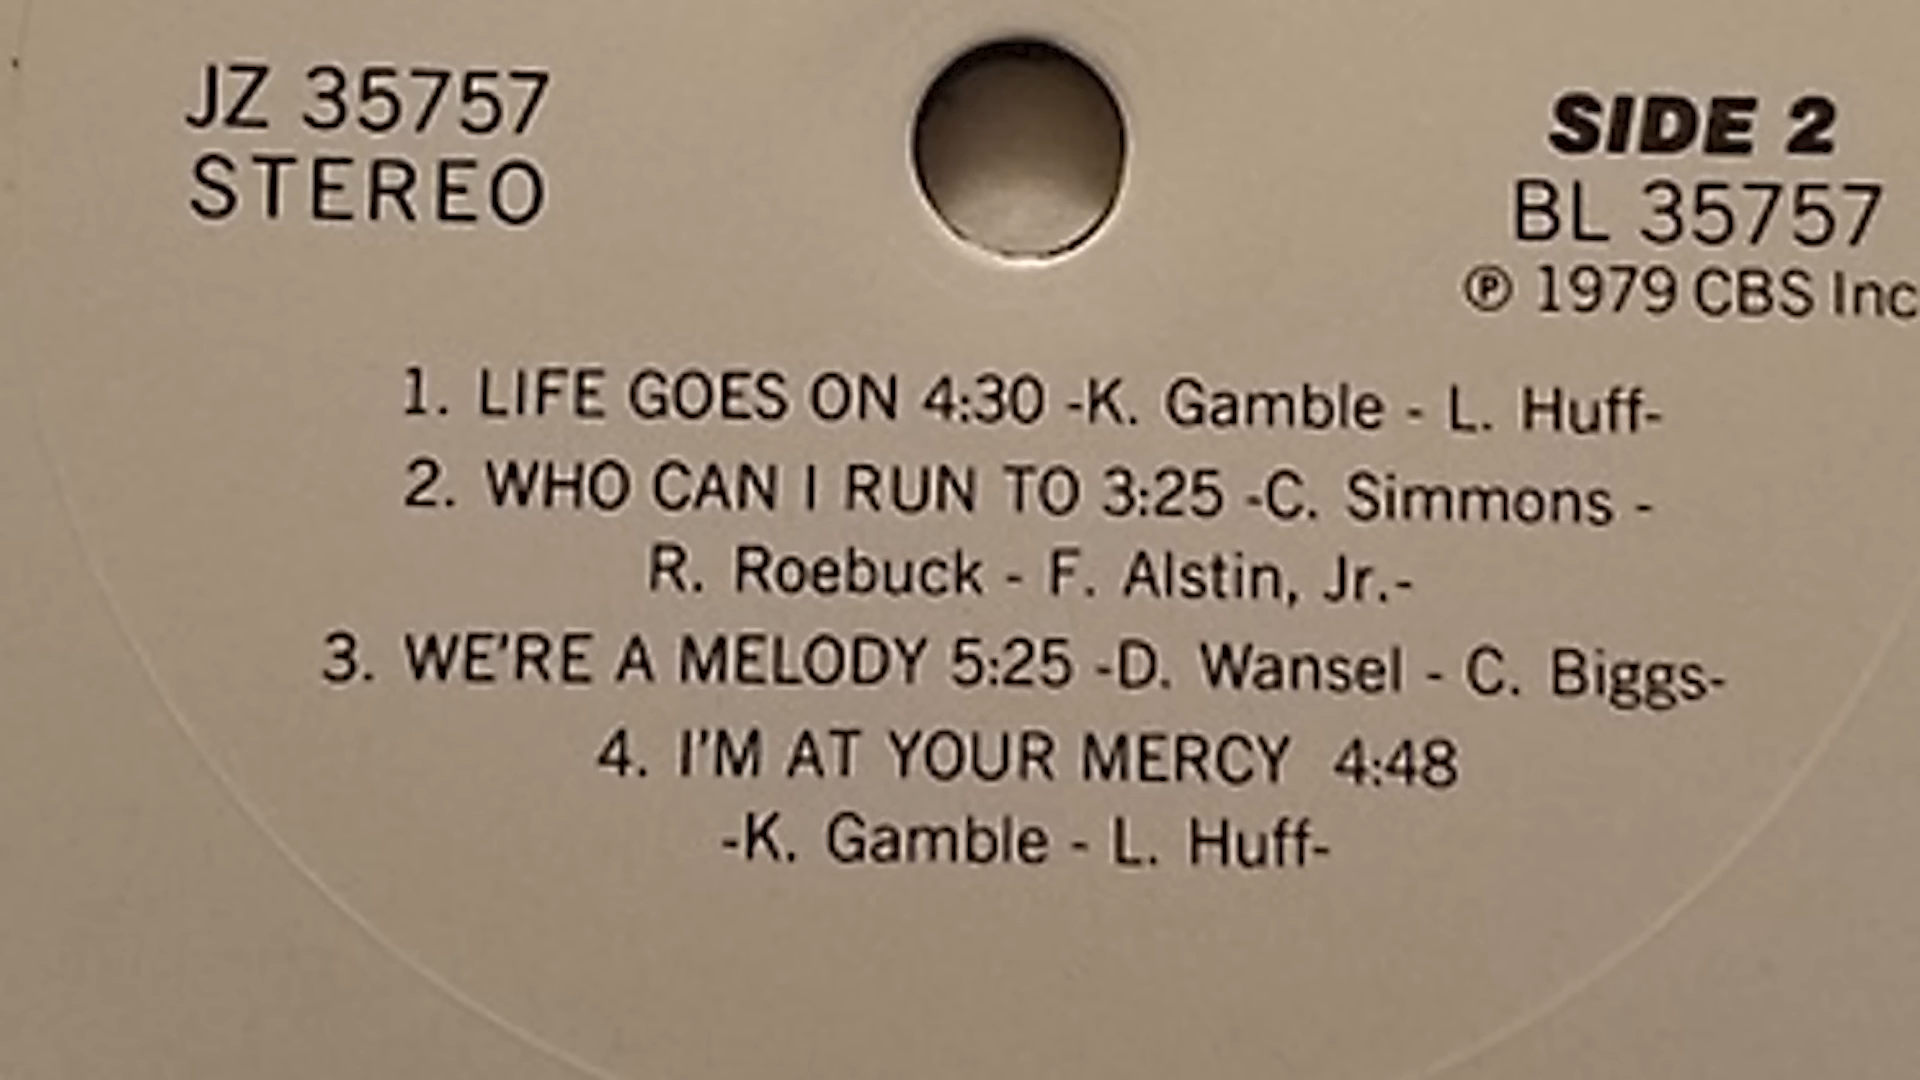 JZ 35757
STEREO
SIDE 2
BL 35757
℗ 1979 CBS Inc
1. LIFE GOES ON 4:30 -K. Gamble - L. Huff-
2. WHO CAN I RUN TO 3:25 -C. Simmons -
R. Roebuck - F. Alstin, Jr.-
3. WE'RE A MELODY 5:25 -D. Wansel - C. Biggs-
4. I'M AT YOUR MERCY 4:48
-K. Gamble - L. Huff-